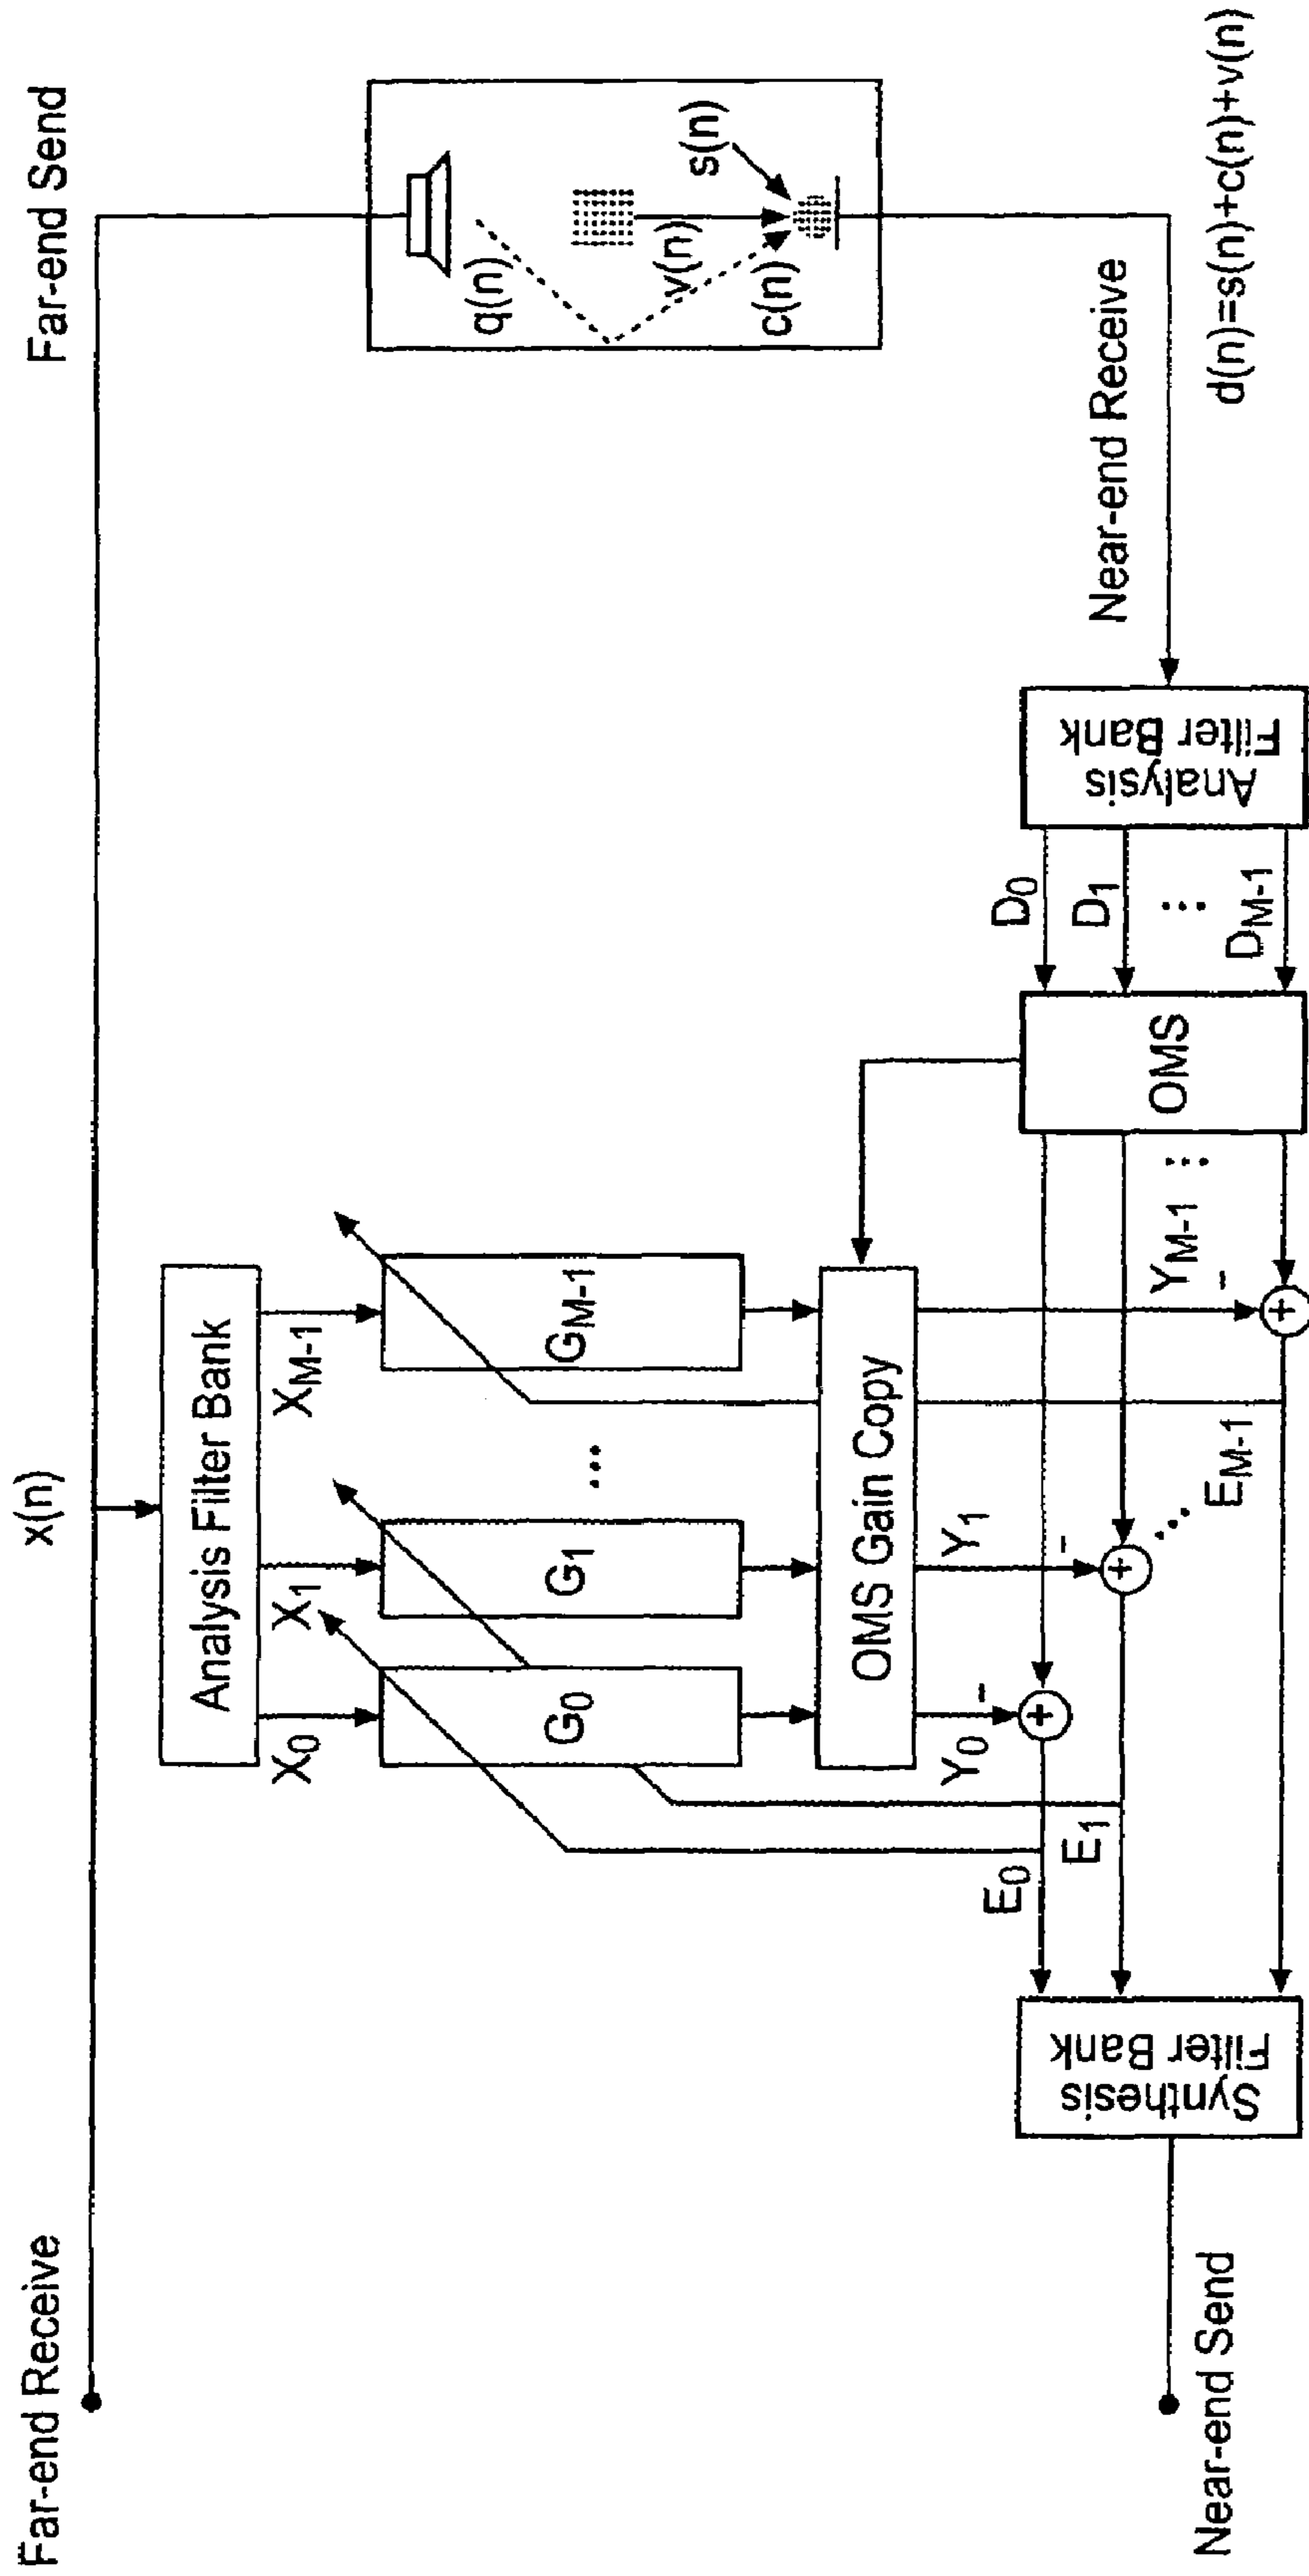 Far-end Receive
x(n)
Far-end Send
Analysis Filter Bank
X0
X1
XM-1
G0
G1
...
GM-1
OMS Gain Copy
q(n)
v(n)
s(n)
c(n)
Near-end Receive
d(n)=s(n)+c(n)+v(n)
Y0
-
+
Y1
-
+
...
YM-1
-
+
...
E0
E1
EM-1
Synthesis
Filter Bank
OMS
D0
D1
...
DM-1
Analysis
Filter Bank
Near-end Send